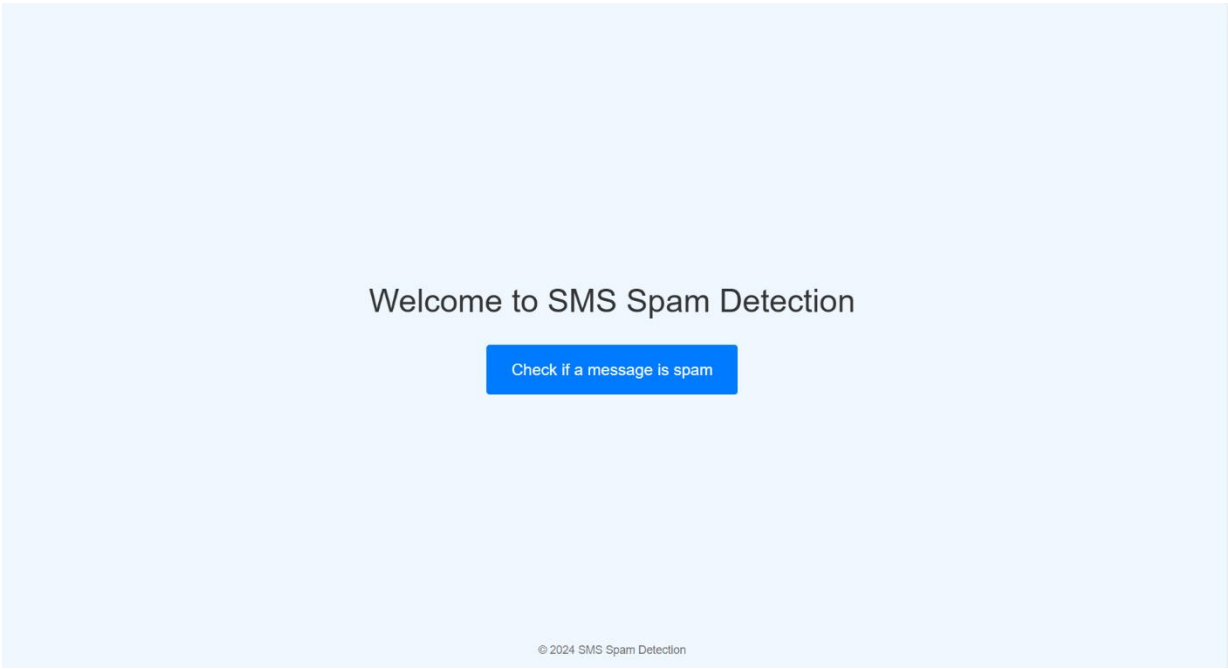 Welcome to SMS Spam Detection
Check if a message is spam
© 2024 SMS Spam Detection